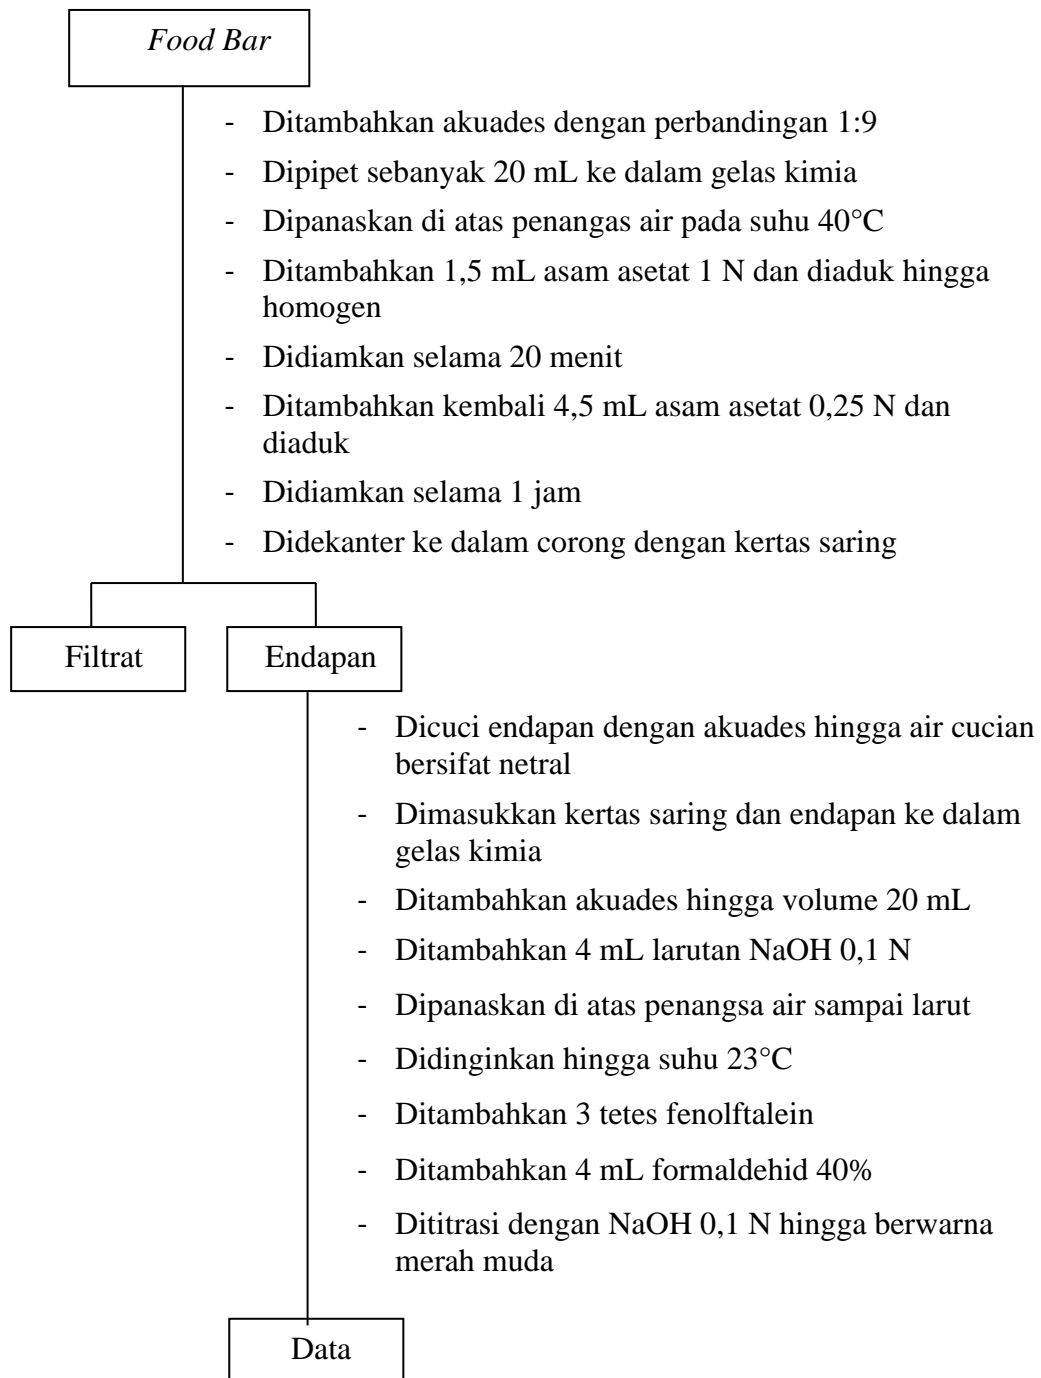 Food Bar
- Ditambahkan akuades dengan perbandingan 1:9
- Dipipet sebanyak 20 mL ke dalam gelas kimia
- Dipanaskan di atas penangas air pada suhu 40°C
- Ditambahkan 1,5 mL asam asetat 1 N dan diaduk hingga
homogen
- Didiamkan selama 20 menit
- Ditambahkan kembali 4,5 mL asam asetat 0,25 N dan
diaduk
- Didiamkan selama 1 jam
- Didekanter ke dalam corong dengan kertas saring
Filtrat
Endapan
- Dicuci endapan dengan akuades hingga air cucian
bersifat netral
- Dimasukkan kertas saring dan endapan ke dalam
gelas kimia
- Ditambahkan akuades hingga volume 20 mL
- Ditambahkan 4 mL larutan NaOH 0,1 N
- Dipanaskan di atas penangsa air sampai larut
- Didinginkan hingga suhu 23°C
- Ditambahkan 3 tetes fenolftalein
- Ditambahkan 4 mL formaldehid 40%
- Dititrasi dengan NaOH 0,1 N hingga berwarna
merah muda
Data